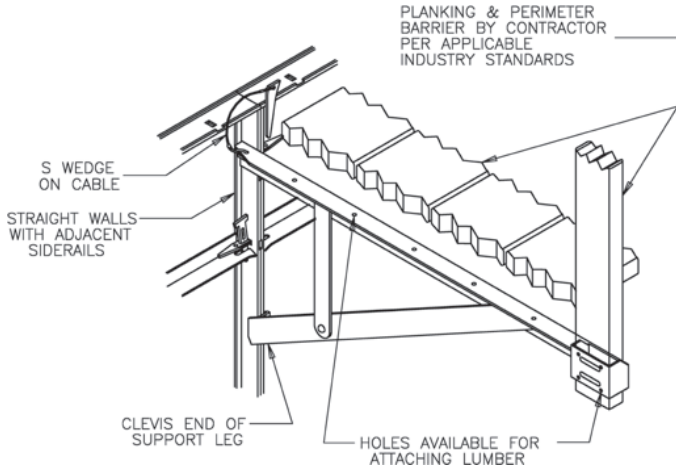 PLANKING & PERIMETER
BARRIER BY CONTRACTOR
PER APPLICABLE
INDUSTRY STANDARDS
S WEDGE
ON CABLE
STRAIGHT WALLS
WITH ADJACENT
SIDERAILS
CLEVIS END OF
SUPPORT LEG
HOLES AVAILABLE FOR
ATTACHING LUMBER